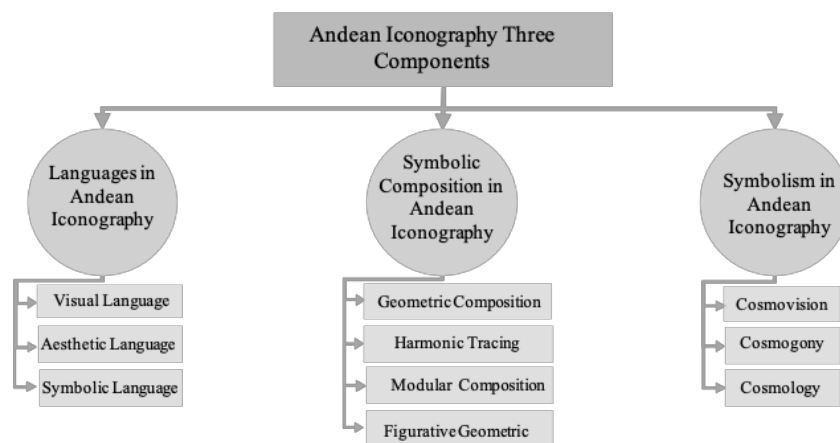 Andean Iconography Three
Components
Languages in
Andean
Iconography
Visual Language
Aesthetic Language
Symbolic Language
Symbolic
Composition in
Andean
Iconography
Geometric Composition
Harmonic Tracing
Modular Composition
Figurative Geometric
Symbolism in
Andean
Iconography
Cosmovision
Cosmogony
Cosmology